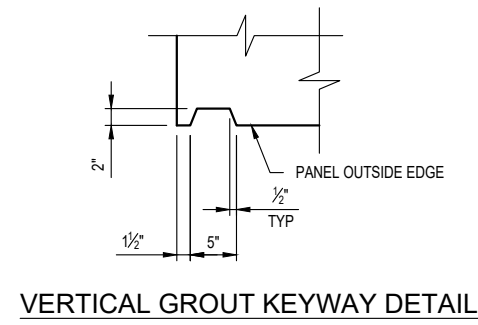 2"
PANEL OUTSIDE EDGE
½"
TYP
1½"
5"
VERTICAL GROUT KEYWAY DETAIL